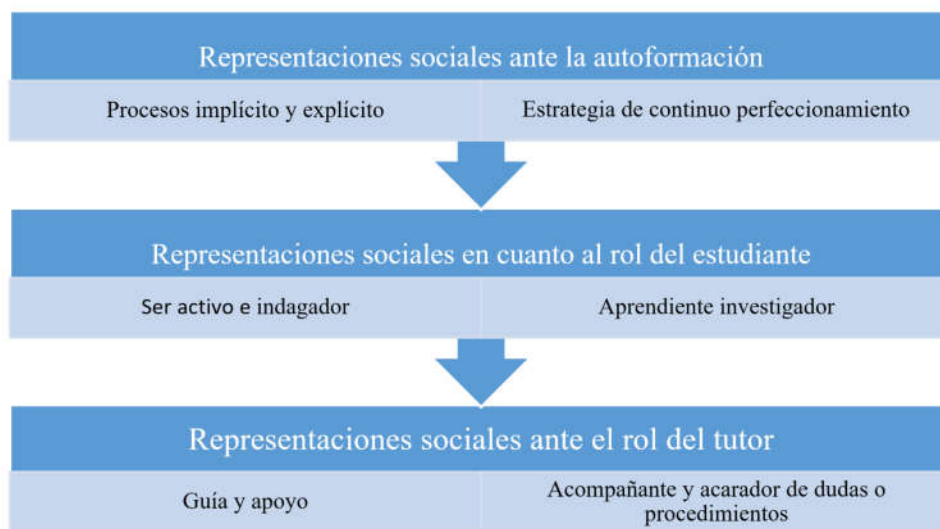 Representaciones sociales ante la autoformación
Procesos implícito y explícito
Estrategia de continuo perfeccionamiento
Representaciones sociales en cuanto al rol del estudiante
Ser activo e indagador
Aprendiente investigador
Representaciones sociales ante el rol del tutor
Guía y apoyo
Acompañante y acarador de dudas o
procedimientos